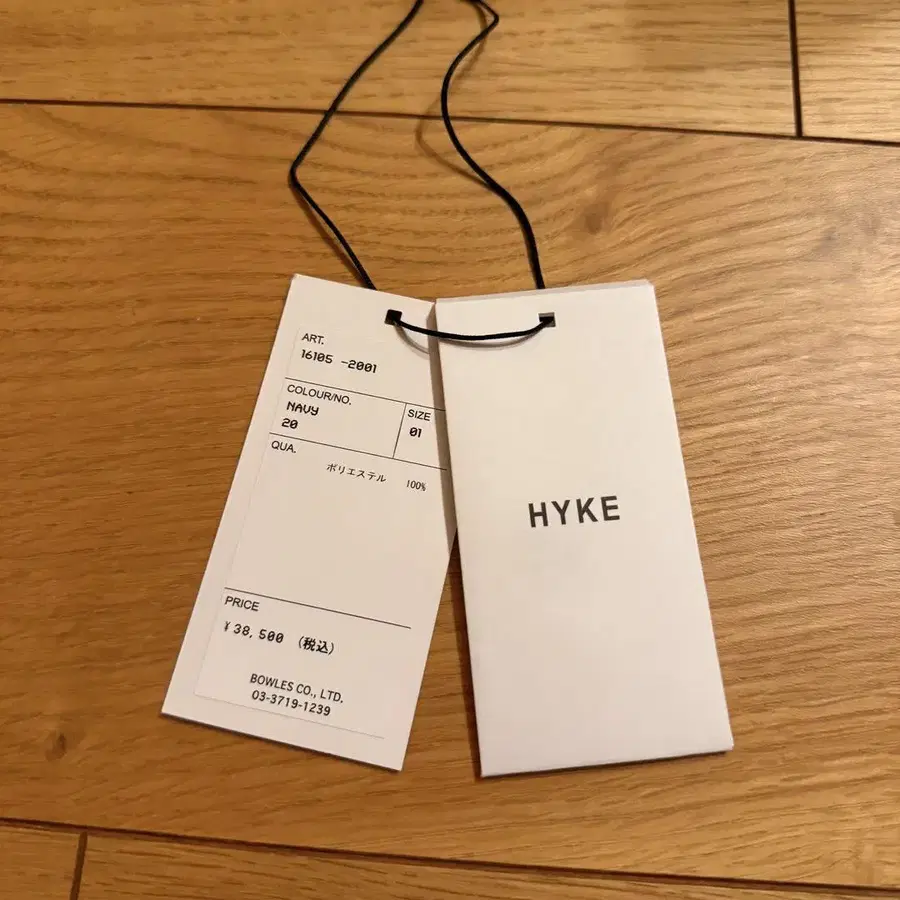 ART.
16105 -2001
COLOUR/NO.
NAVY
20
SIZE
01
QUA.
ポリエステル 100%
PRICE
¥38,500 (税込)
BOWLES CO., LTD.
03-3719-1239
HYKE